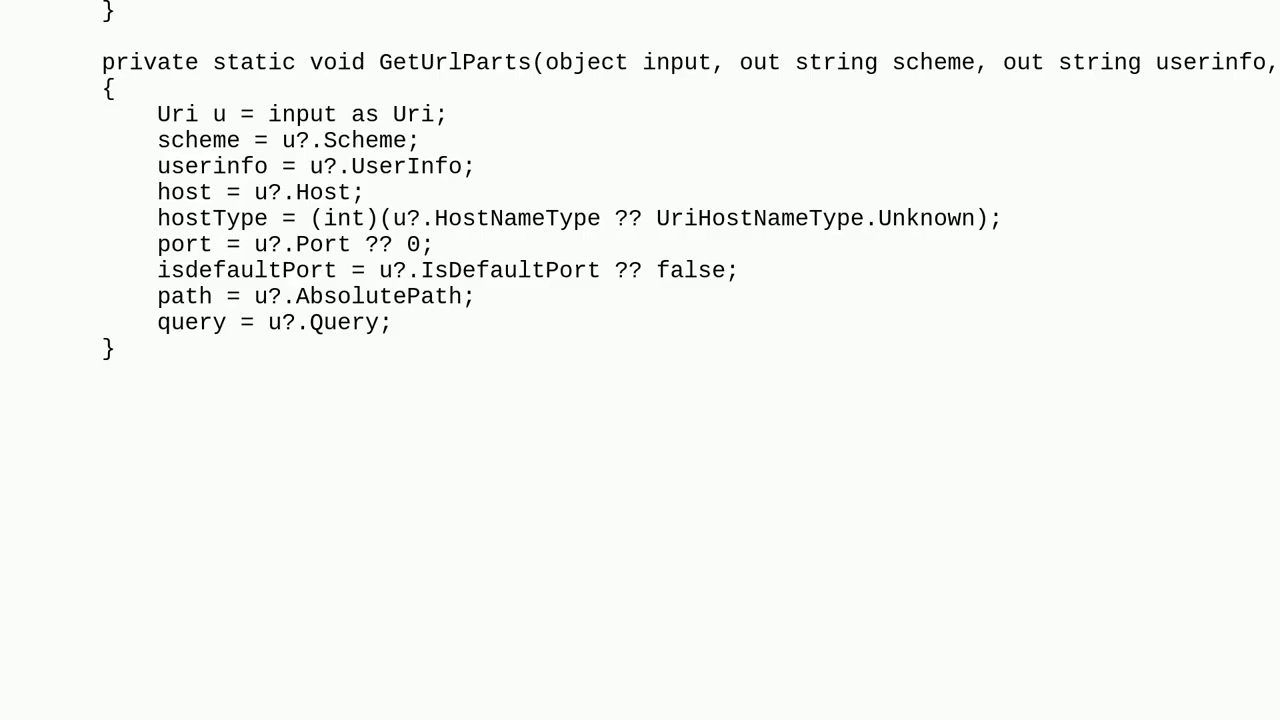 }
private static void GetUrlParts(object input, out string scheme, out string userinfo,
{
Uri u = input as Uri;
scheme = u?.Scheme;
userinfo = u?.UserInfo;
host = u?.Host;
hostType = (int)(u?.HostNameType ?? UriHostNameType.Unknown);
port = u?.Port ?? 0;
isdefaultPort = u?.IsDefaultPort ?? false;
path = u?.AbsolutePath;
query = u?.Query;
}